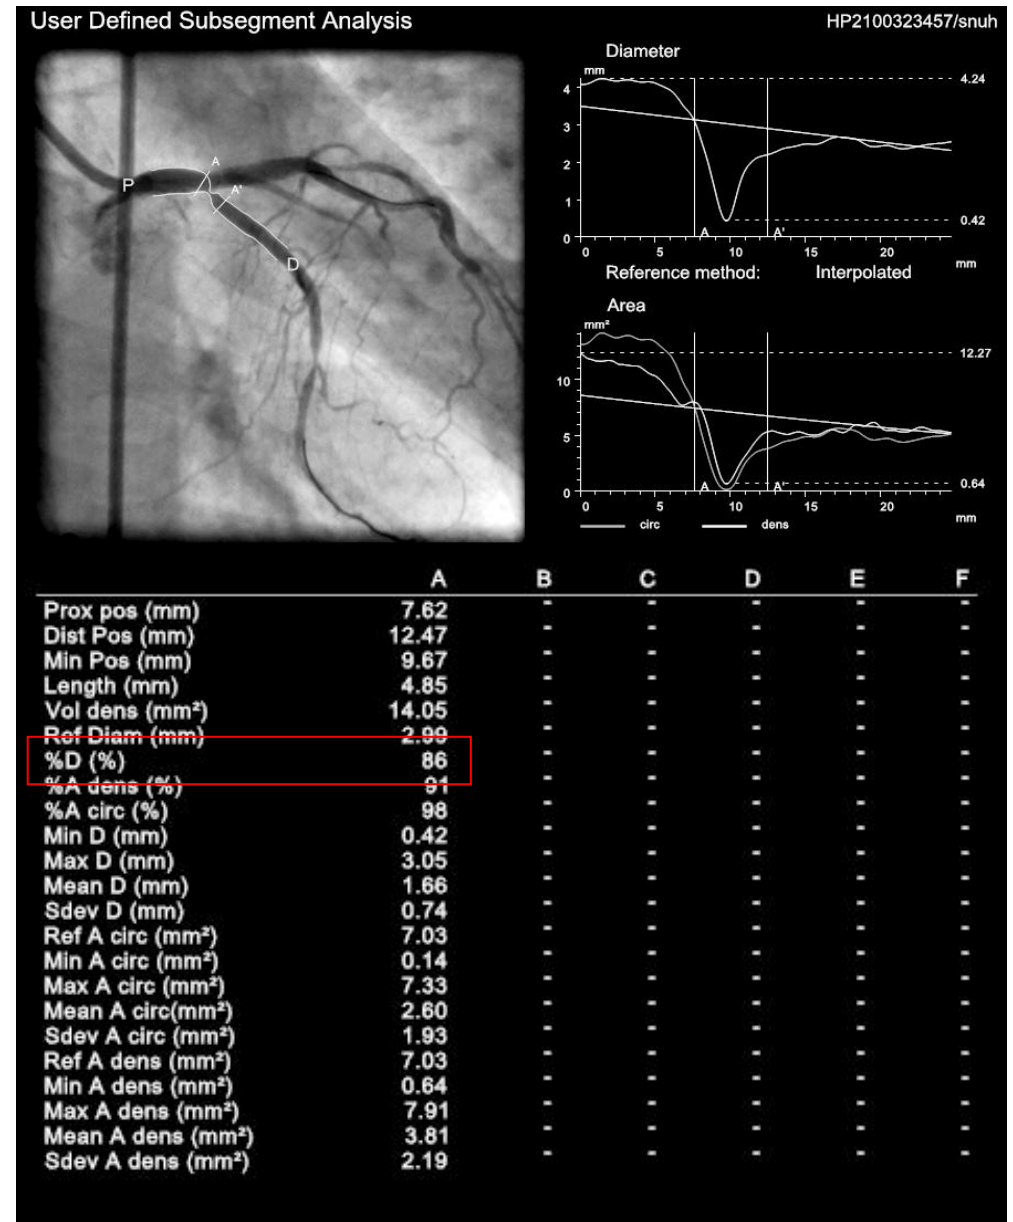 User Defined Subsegment Analysis
HP2100323457/snuh
P
A
A'
D
Diameter
mm
4
3
2
1
0
4.24
0.42
A
A'
0 5 10 15 20
mm
Reference method: Interpolated
Area
mm²
10
5
0
12.27
0.64
A
A'
0 5 10 15 20
mm
circ dens
A B C D E F
Prox pos (mm) 7.62 - - - - -
Dist Pos (mm) 12.47 - - - - -
Min Pos (mm) 9.67 - - - - -
Length (mm) 4.85 - - - - -
Vol dens (mm²) 14.05 - - - - -
Ref Diam (mm) 2.99 - - - - -
%D (%) 86 - - - - -
%A dens (%) 91 - - - - -
%A circ (%) 98 - - - - -
Min D (mm) 0.42 - - - - -
Max D (mm) 3.05 - - - - -
Mean D (mm) 1.66 - - - - -
Sdev D (mm) 0.74 - - - - -
Ref A circ (mm²) 7.03 - - - - -
Min A circ (mm²) 0.14 - - - - -
Max A circ (mm²) 7.33 - - - - -
Mean A circ(mm²) 2.60 - - - - -
Sdev A circ (mm²) 1.93 - - - - -
Ref A dens (mm²) 7.03 - - - - -
Min A dens (mm²) 0.64 - - - - -
Max A dens (mm²) 7.91 - - - - -
Mean A dens (mm²) 3.81 - - - - -
Sdev A dens (mm²) 2.19 - - - - -